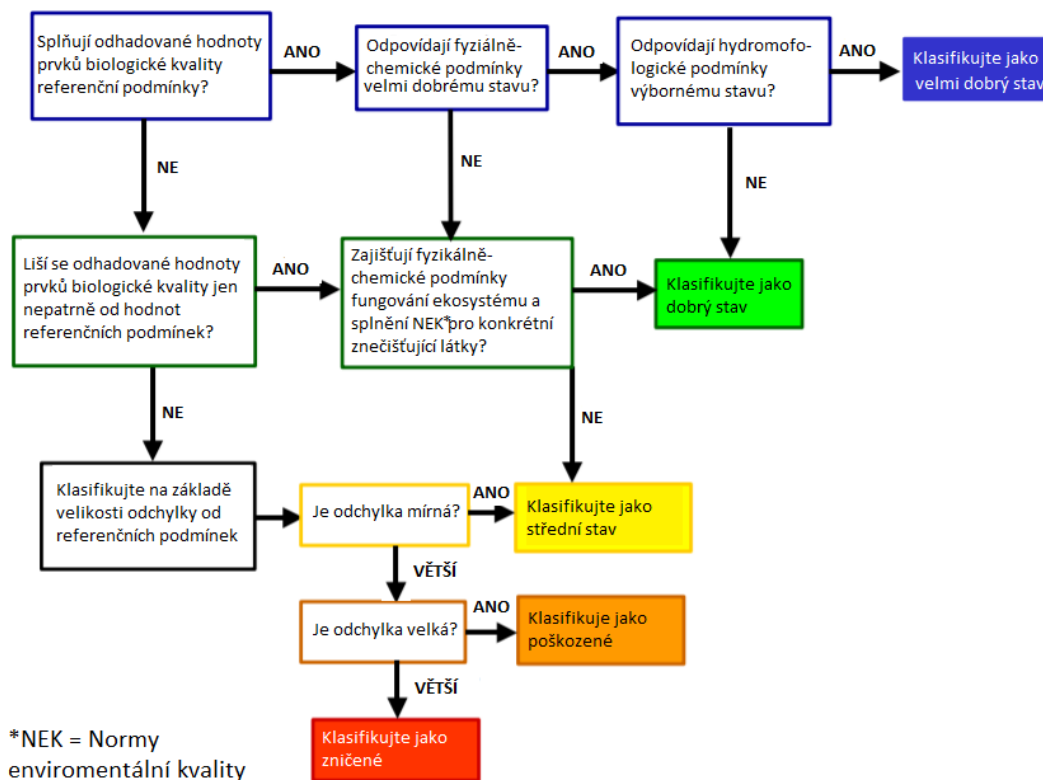 Splňují odhadované hodnoty
prvků biologické kvality
referenční podmínky?
ANO
Odpovídají fyziálně-
chemické podmínky
velmi dobrému stavu?
ANO
Odpovídají hydromofo-
logické podmínky
výbornému stavu?
ANO
Klasifikujte jako
velmi dobrý stav
NE
NE
NE
Liší se odhadované hodnoty
prvků biologické kvality jen
nepatrně od hodnot
referenčních podmínek?
ANO
Zajišťují fyzikálně-
chemické podmínky
fungování ekosystému a
splnění NEK*pro konkrétní
znečišťující látky?
ANO
Klasifikujte jako
dobrý stav
NE
NE
Klasifikujte na základě
velikosti odchylky od
referenčních podmínek
Je odchylka mírná?
ANO
Klasifikujte jako
střední stav
VĚTŠÍ
Je odchylka velká?
ANO
Klasifikuje jako
poškozené
VĚTŠÍ
Klasifikujte jako
zničené
*NEK = Normy
enviromentální kvality